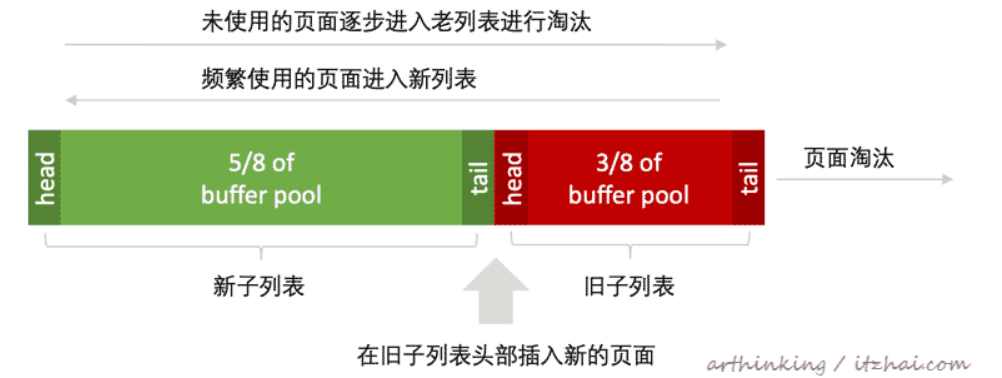 未使用的页面逐步进入老列表进行淘汰
频繁使用的页面进入新列表
head
5/8 of
buffer pool
tail
head
3/8 of
buffer pool
tail
页面淘汰
新子列表
旧子列表
在旧子列表头部插入新的页面
arthinking / itzhai.com